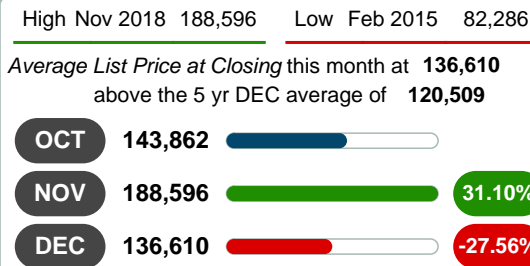 High Nov 2018 188,596 Low Feb 2015 82,286
Average List Price at Closing this month at 136,610
above the 5 yr DEC average of 120,509
OCT 143,862
NOV 188,596 31.10%
DEC 136,610 -27.56%